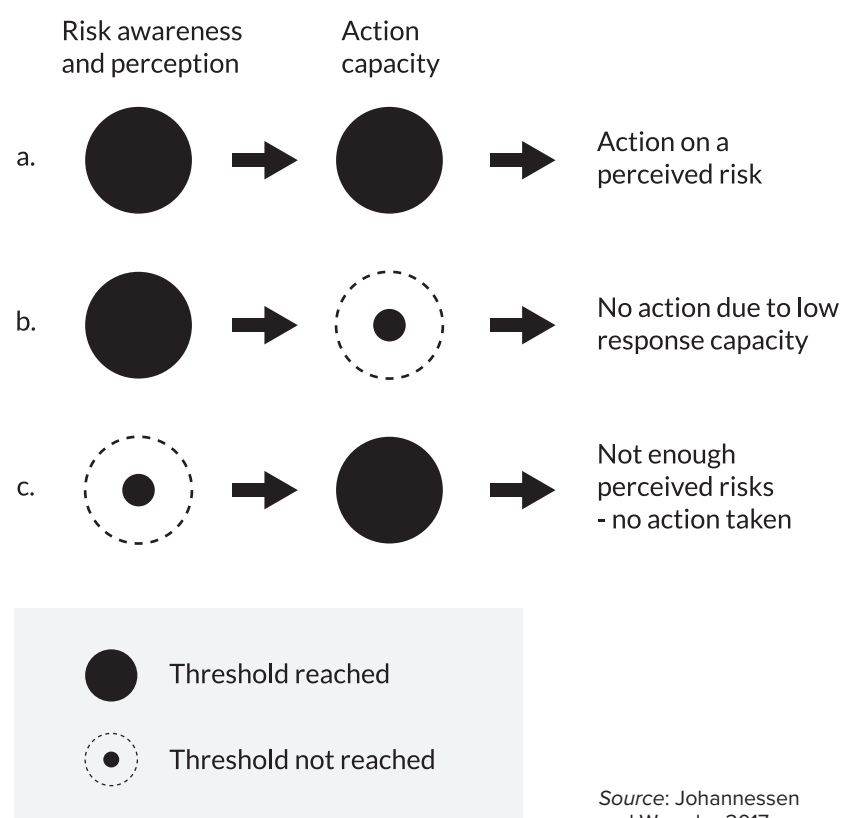 Risk awareness
and perception
Action
capacity
a.
Action on a
perceived risk
b.
No action due to low
response capacity
c.
Not enough
perceived risks
- no action taken
Threshold reached
Threshold not reached
Source: Johannessen
2017